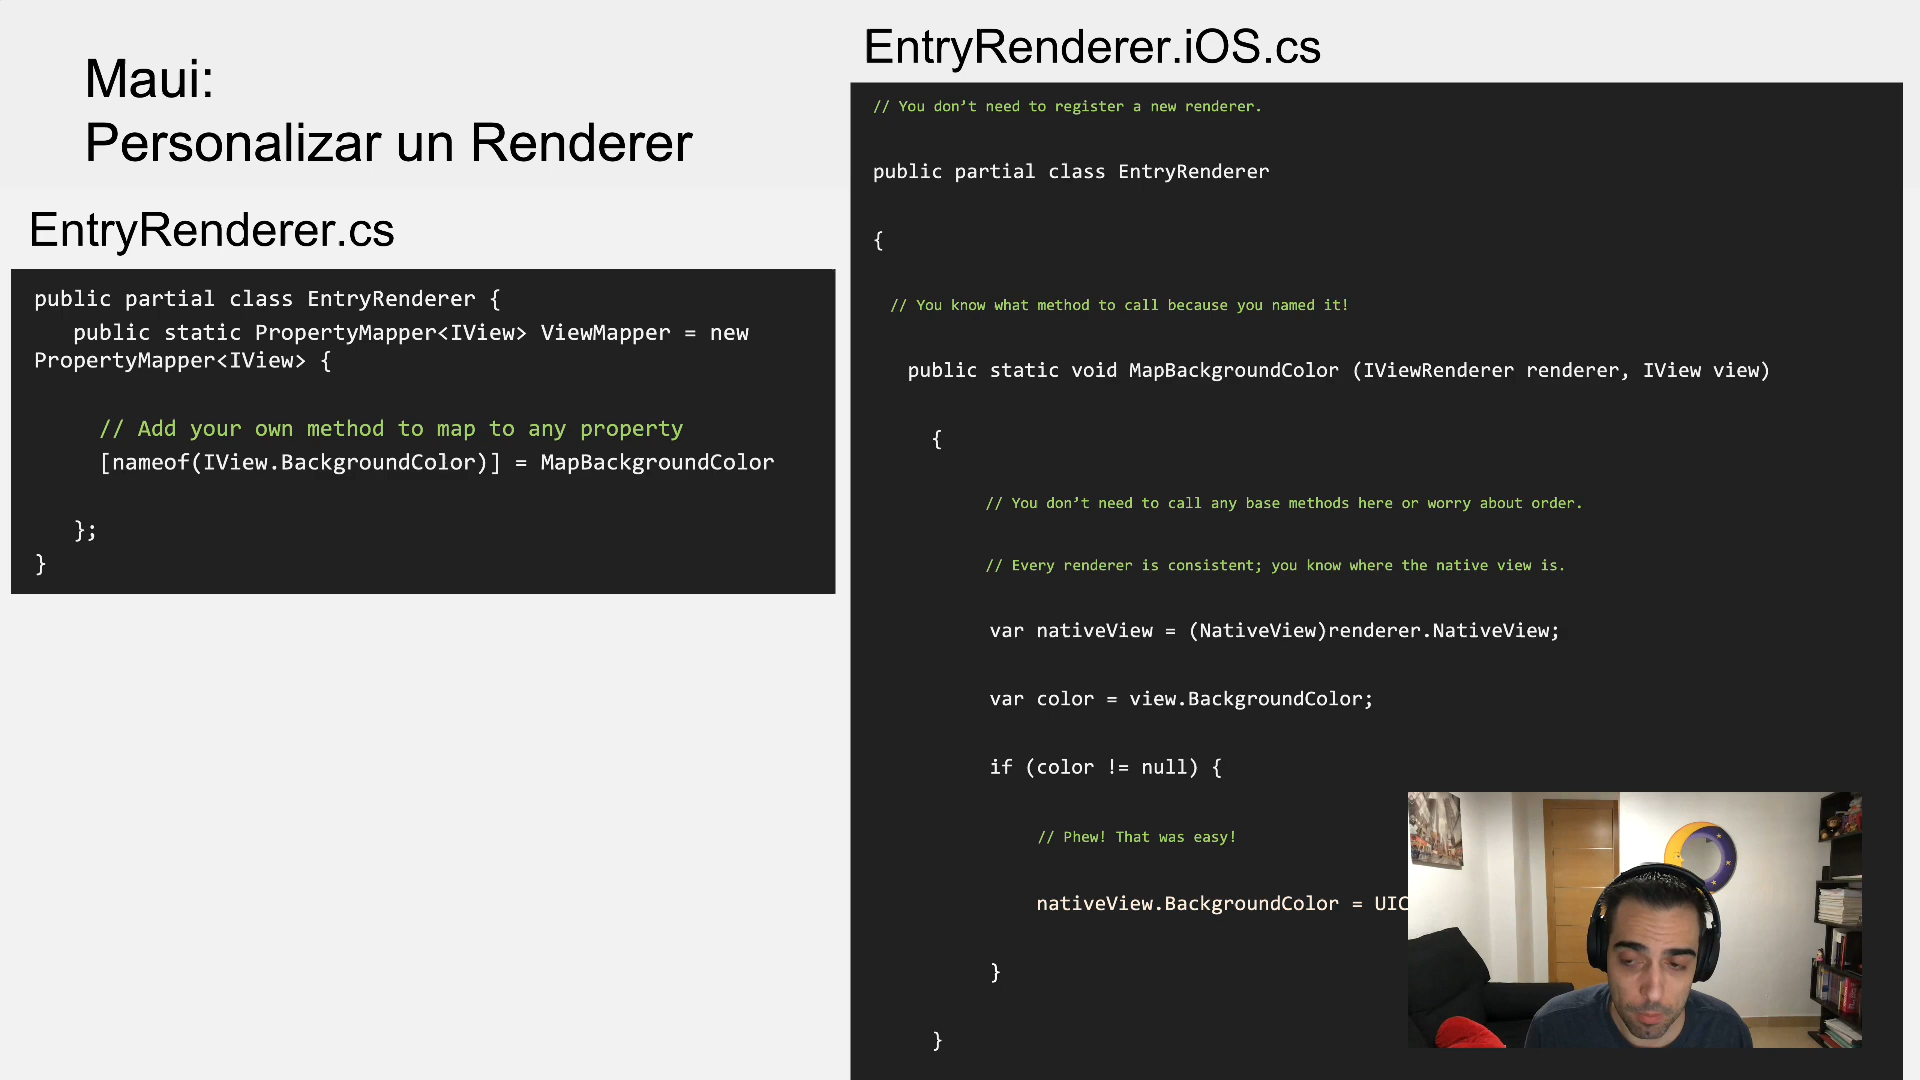 Maui:
Personalizar un Renderer
EntryRenderer.cs
public partial class EntryRenderer {
public static PropertyMapper<IView> ViewMapper = new
PropertyMapper<IView> {
// Add your own method to map to any property
[nameof(IView.BackgroundColor)] = MapBackgroundColor
};
}
EntryRenderer.iOS.cs
// You don’t need to register a new renderer.
public partial class EntryRenderer
{
// You know what method to call because you named it!
public static void MapBackgroundColor (IViewRenderer renderer, IView view)
{
// You don’t need to call any base methods here or worry about order.
// Every renderer is consistent; you know where the native view is.
var nativeView = (NativeView)renderer.NativeView;
var color = view.BackgroundColor;
if (color != null) {
// Phew! That was easy!
nativeView.BackgroundColor = UIC
}
}